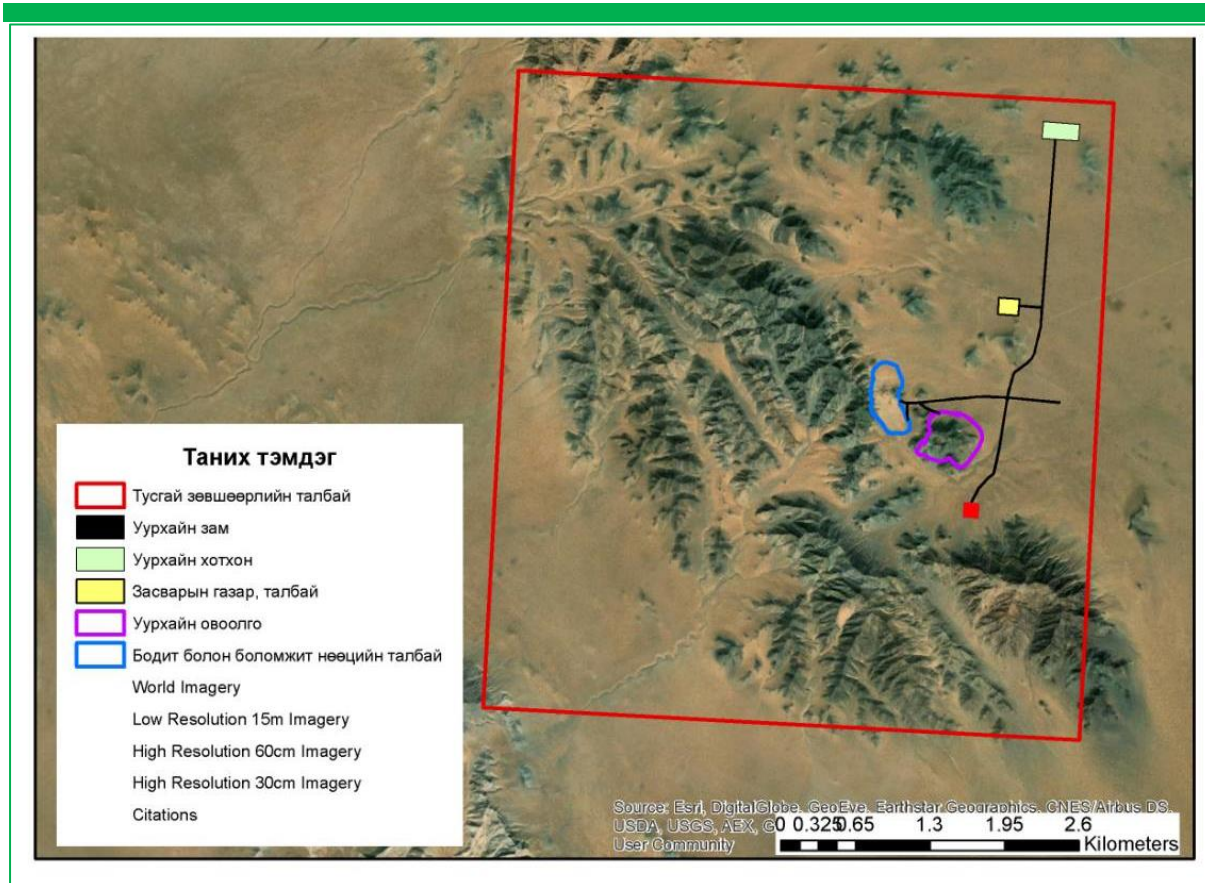 Таних тэмдэг
Тусгай зөвшөөрлийн талбай
Уурхайн зам
Уурхайн хотхон
Засварын газар, талбай
Уурхайн овоолго
Бодит болон боломжит нөөцийн талбай
World Imagery
Low Resolution 15m Imagery
High Resolution 60cm Imagery
High Resolution 30cm Imagery
Citations
Source: Esri, DigitalGlobe, GeoEye, Earthstar Geographics, CNES/Airbus DS,
USDA, USGS, AEX,
User Community
0 0.325 0.65 1.3 1.95 2.6
Kilometers